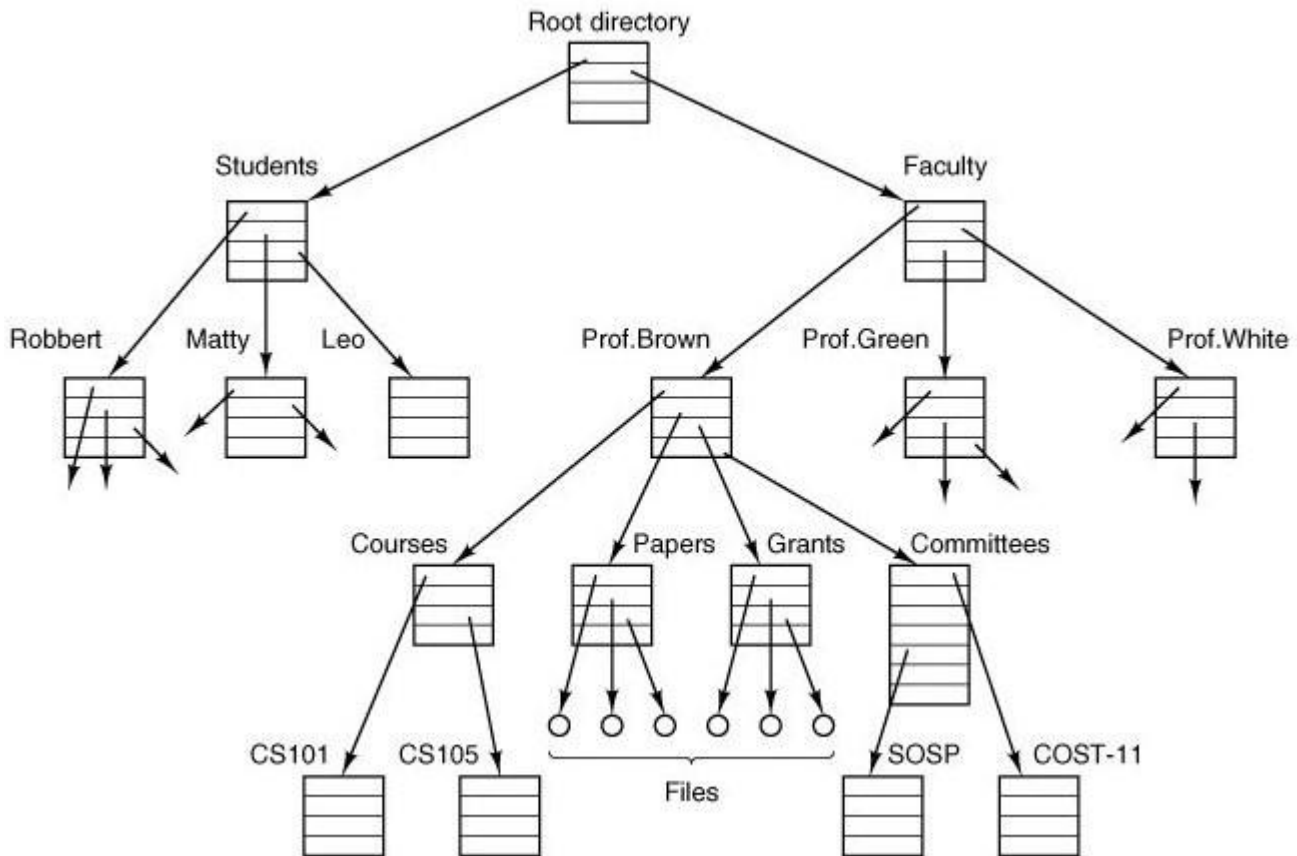 Root directory
Students
Faculty
Robbert
Matty
Leo
Prof.Brown
Prof.Green
Prof.White
Courses
Papers
Grants
Committees
CS101
CS105
Files
SOSP
COST-11